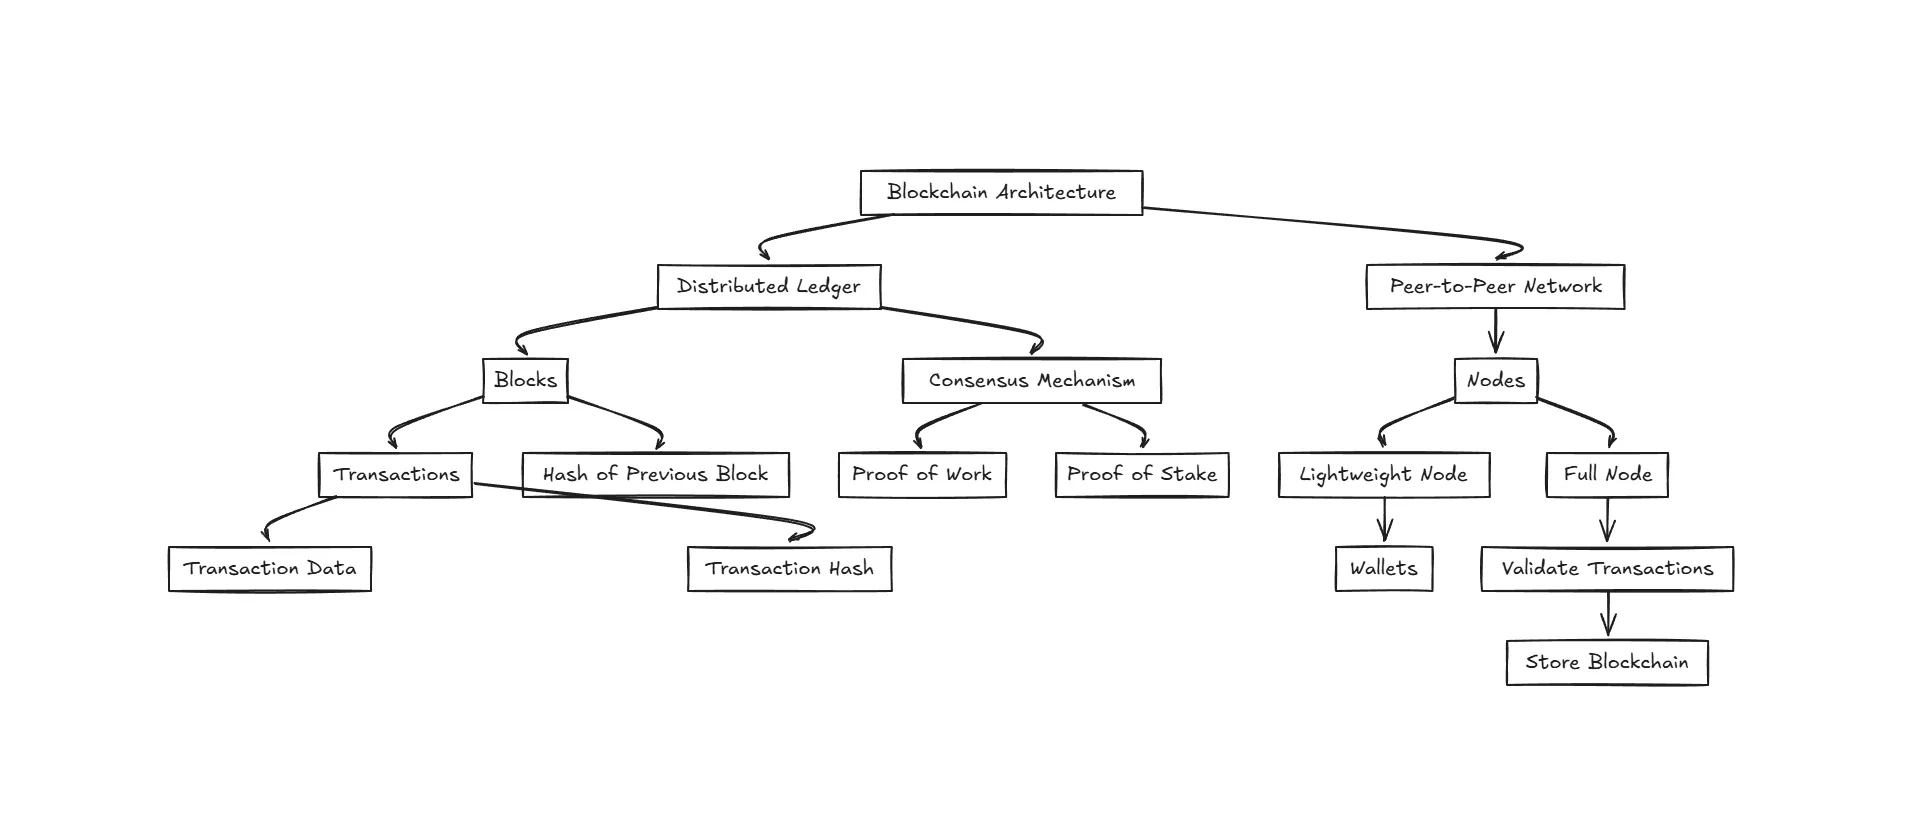 Blockchain Architecture
Distributed Ledger
Peer-to-Peer Network
Blocks
Consensus Mechanism
Nodes
Transactions
Hash of Previous Block
Proof of Work
Proof of Stake
Lightweight Node
Full Node
Transaction Data
Transaction Hash
Wallets
Validate Transactions
Store Blockchain